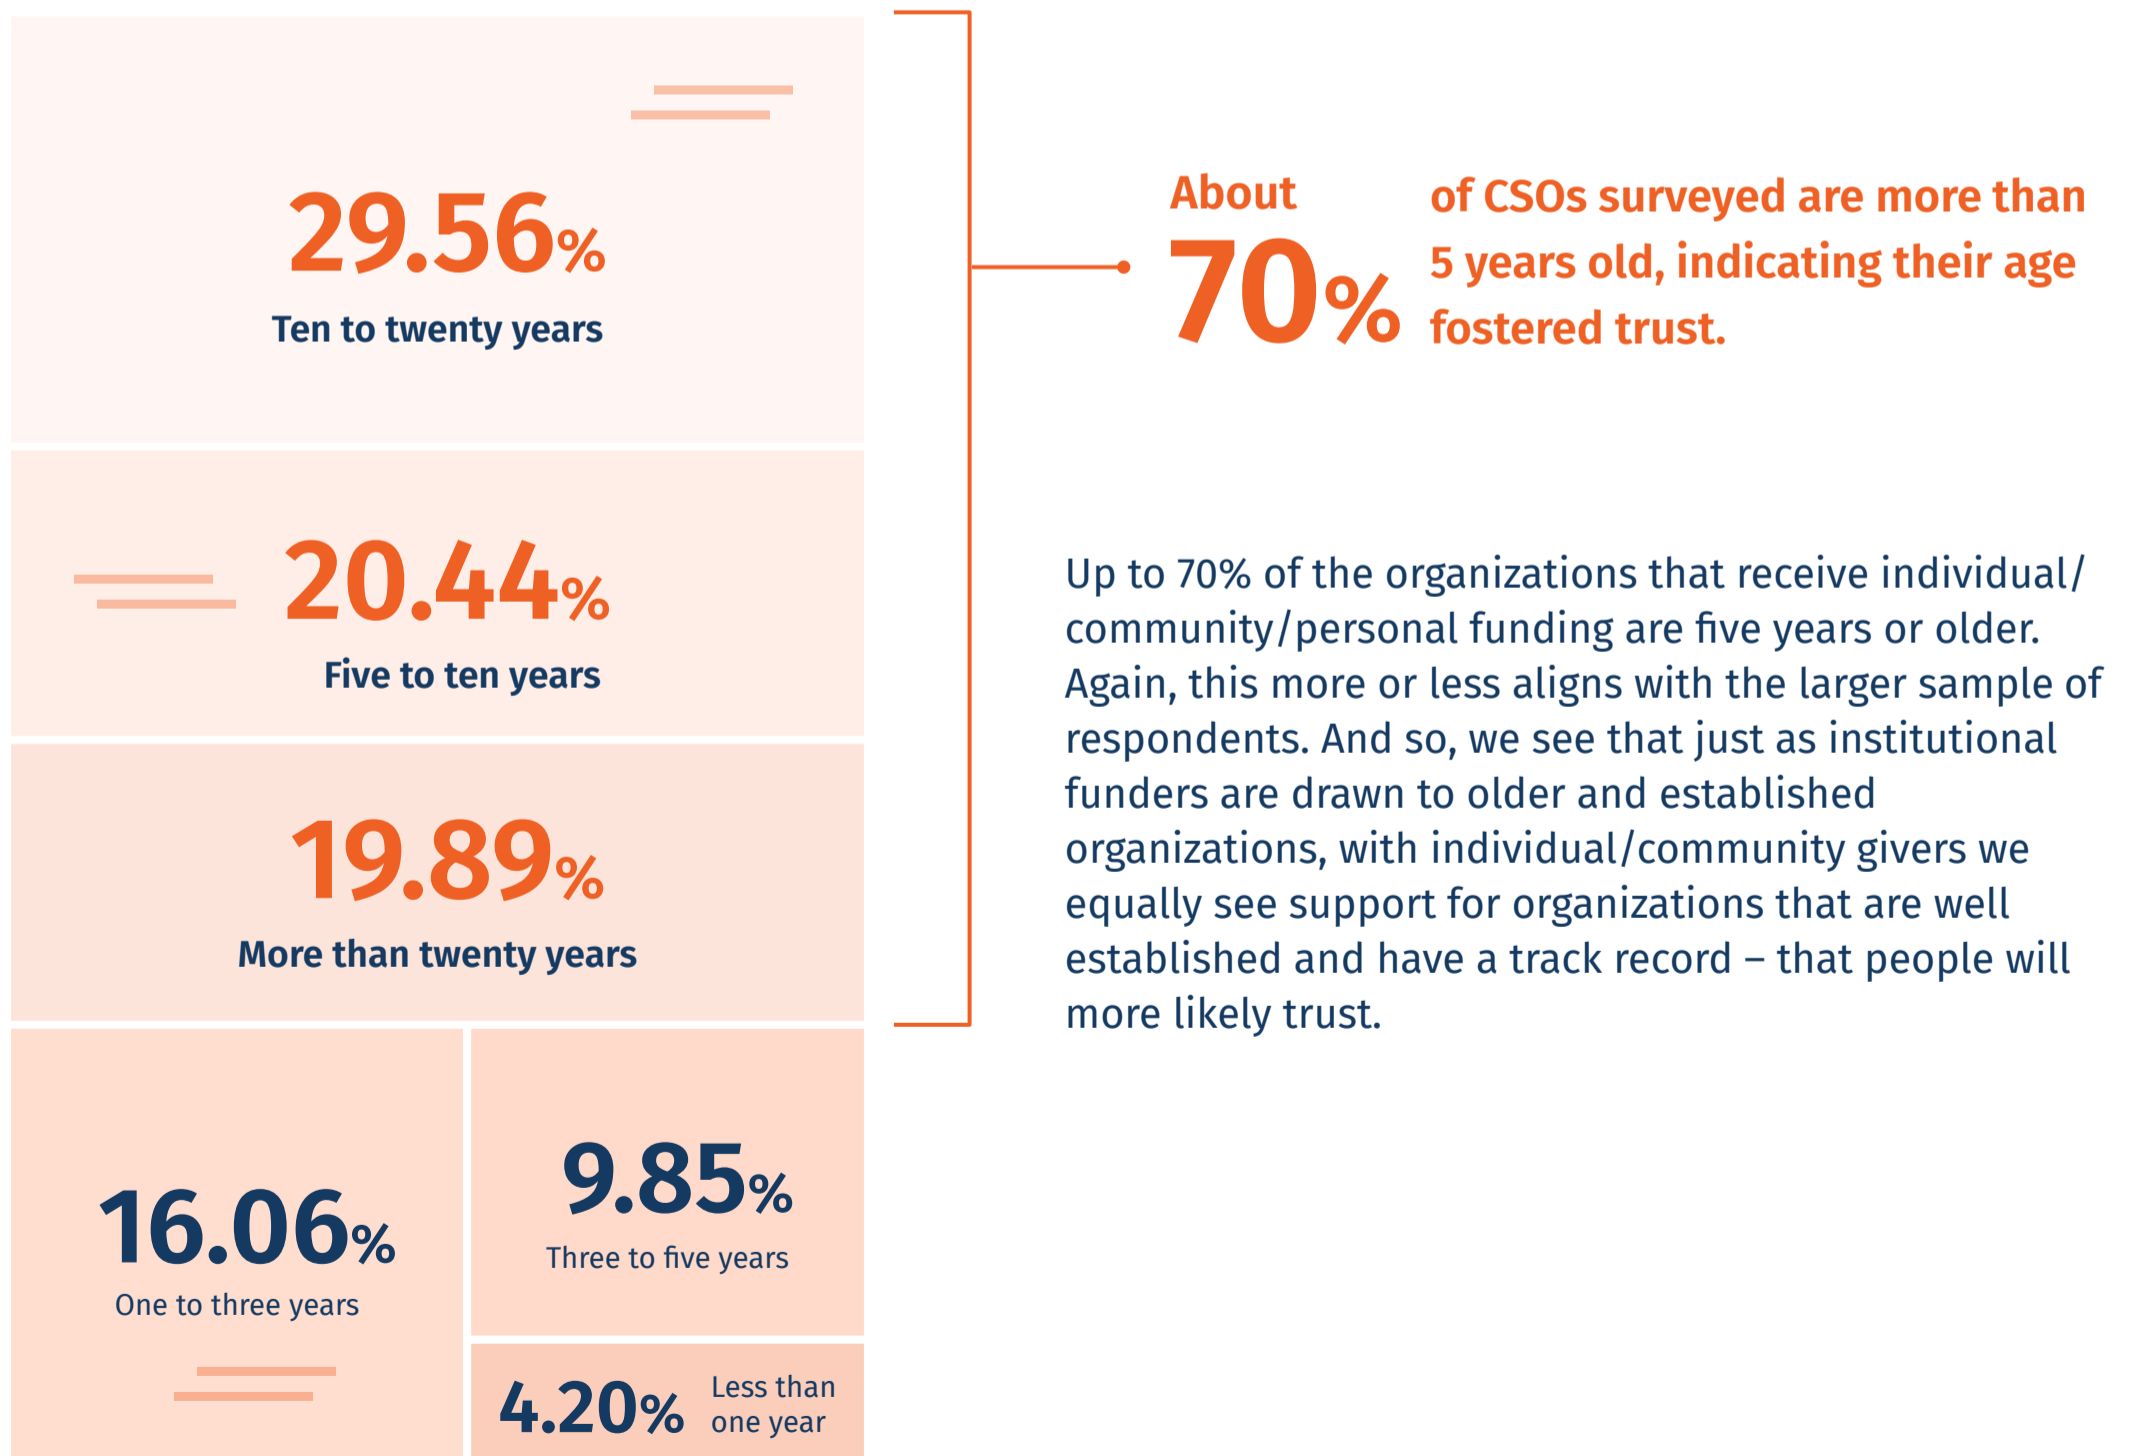 29.56%
Ten to twenty years
20.44%
Five to ten years
19.89%
More than twenty years
16.06%
One to three years
9.85%
Three to five years
4.20%
Less than
one year
About
70%
of CSOs surveyed are more than
5 years old, indicating their age
fostered trust.
Up to 70% of the organizations that receive individual/
community/personal funding are five years or older.
Again, this more or less aligns with the larger sample of
respondents. And so, we see that just as institutional
funders are drawn to older and established
organizations, with individual/community givers we
equally see support for organizations that are well
established and have a track record – that people will
more likely trust.